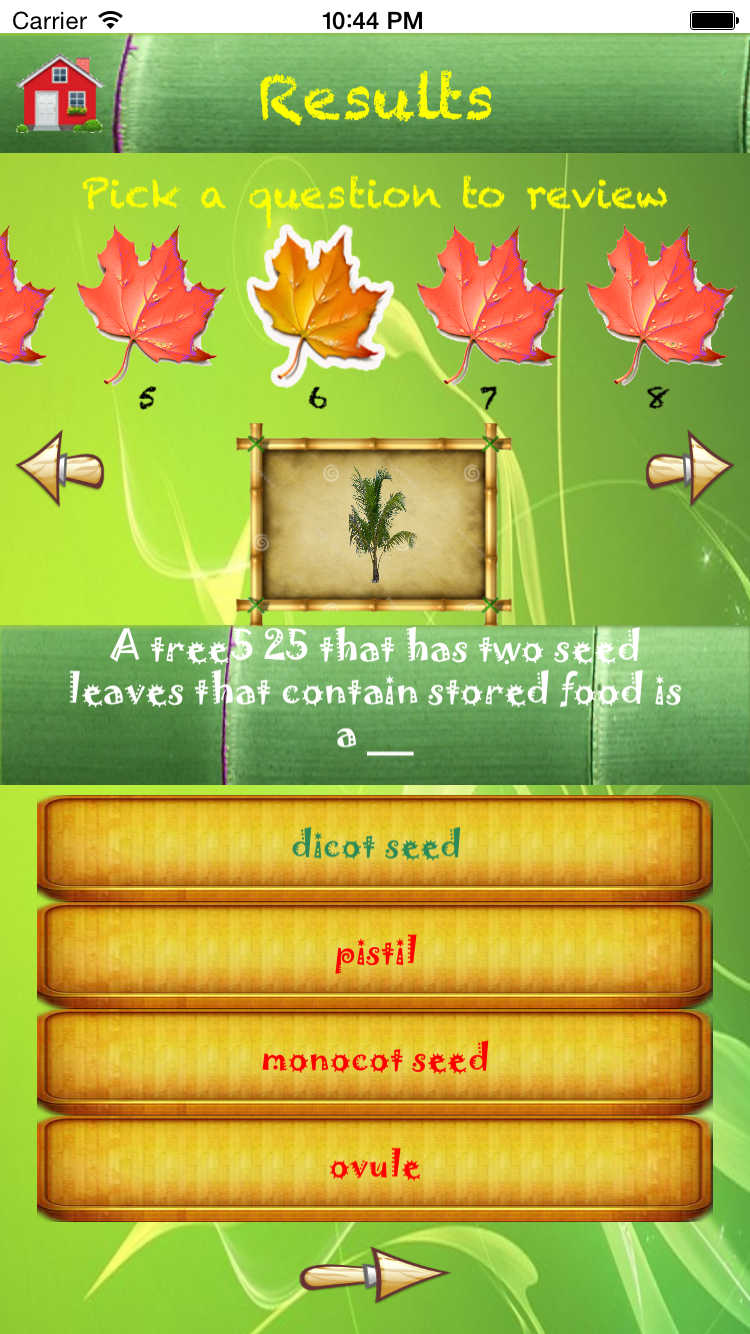 Carrier 10:44 PM
Results
Pick a question to review
5 6 7 8
A tree5 25 that has two seed
leaves that contain stored food is
a ___
dicot seed
pistil
monocot seed
ovule